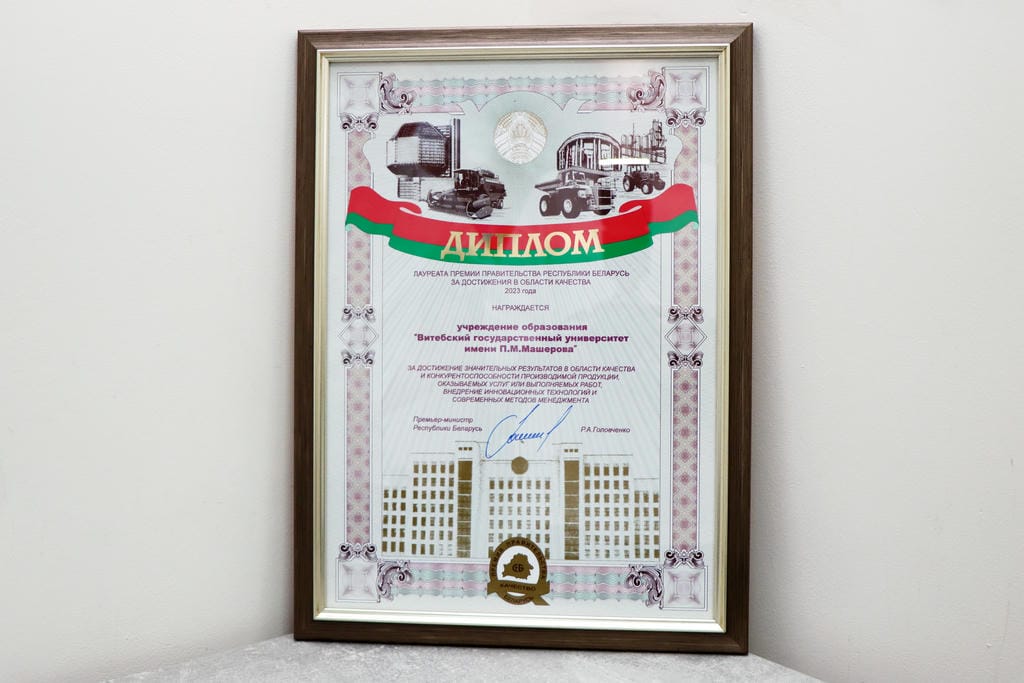 ДИПЛОМ
ЛАУРЕАТА ПРЕМИИ ПРАВИТЕЛЬСТВА РЕСПУБЛИКИ БЕЛАРУСЬ
ЗА ДОСТИЖЕНИЯ В ОБЛАСТИ КАЧЕСТВА
2023 года
НАГРАЖДАЕТСЯ
учреждение образования
"Витебский государственный университет
имени П.М.Машерова"
ЗА ДОСТИЖЕНИЕ ЗНАЧИТЕЛЬНЫХ РЕЗУЛЬТАТОВ В ОБЛАСТИ КАЧЕСТВА
И КОНКУРЕНТОСПОСОБНОСТИ ПРОИЗВОДИМОЙ ПРОДУКЦИИ,
ОКАЗЫВАЕМЫХ УСЛУГ ИЛИ ВЫПОЛНЯЕМЫХ РАБОТ,
ВНЕДРЕНИЕ ИННОВАЦИОННЫХ ТЕХНОЛОГИЙ И
СОВРЕМЕННЫХ МЕТОДОВ МЕНЕДЖМЕНТА
Премьер-министр
Республики Беларусь Р.А.Головченко
ПРЕМИЯ ПРАВИТЕЛЬСТВА
КАЧЕСТВО